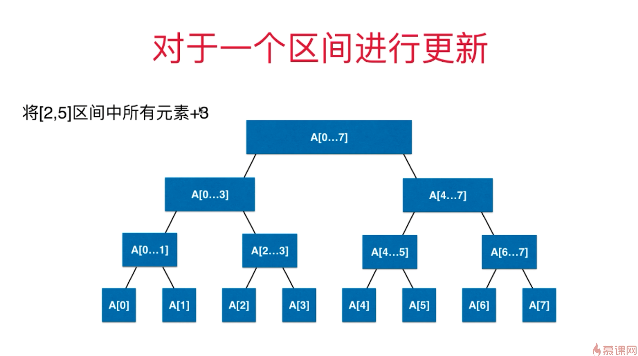 对于一个区间进行更新
将[2,5]区间中所有元素+3
A[0…7]
A[0…3]
A[4…7]
A[0…1]
A[2…3]
A[4…5]
A[6…7]
A[0]
A[1]
A[2]
A[3]
A[4]
A[5]
A[6]
A[7]
慕课网